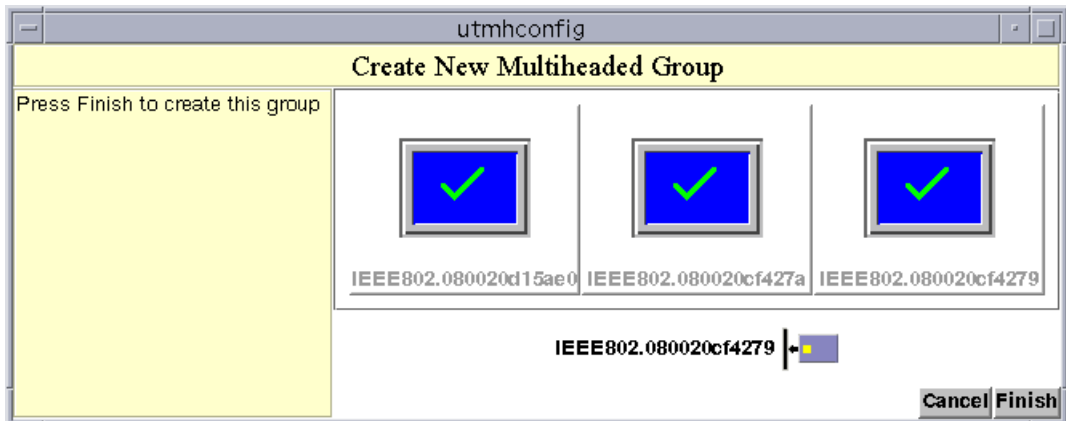 utmhconfig
Create New Multiheaded Group
Press Finish to create this group
IEEE802.080020d15ae0 IEEE802.080020cf427a IEEE802.080020cf4279
IEEE802.080020cf4279
Cancel Finish